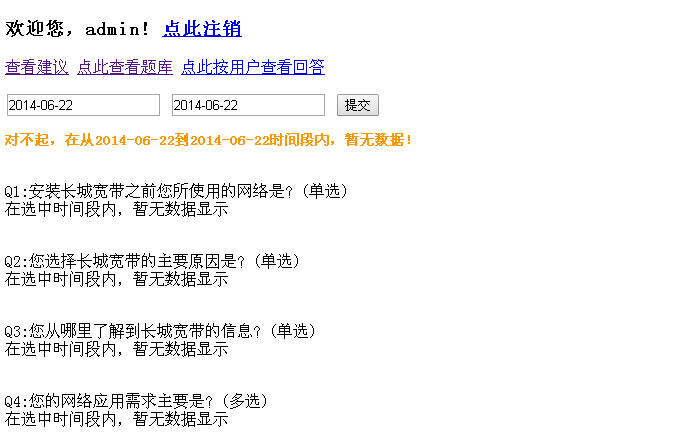 欢迎您，admin! 点此注销
查看建议 点此查看题库 点此按用户查看回答
2014-06-22 2014-06-22 提交
对不起，在从2014-06-22到2014-06-22时间段内，暂无数据！
Q1:安装长城宽带之前您所使用的网络是？(单选)
在选中时间段内，暂无数据显示
Q2:您选择长城宽带的主要原因是？(单选)
在选中时间段内，暂无数据显示
Q3:您从哪里了解到长城宽带的信息？(单选)
在选中时间段内，暂无数据显示
Q4:您的网络应用需求主要是？(多选)
在选中时间段内，暂无数据显示